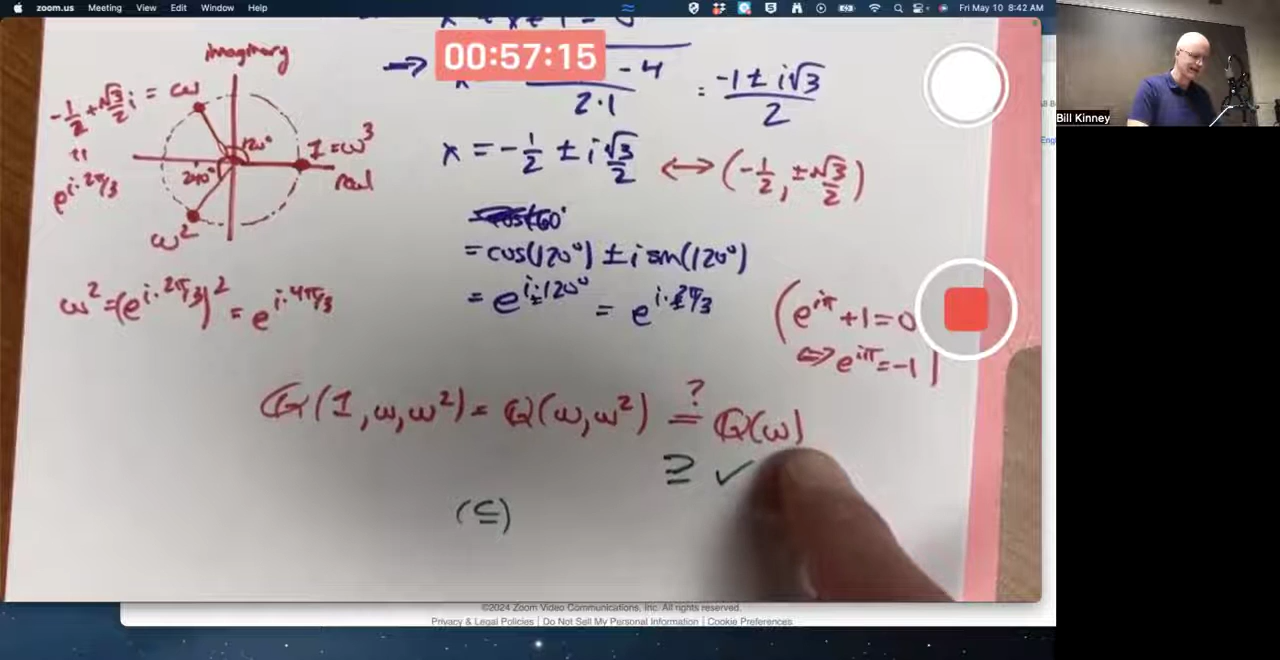 zoom.us Meeting View Edit Window Help Fri May 10 8:42 AM
00:57:15
Bill Kinney
imaginary
-1/2 + √3/2 i = ω
"
e^{i·2π/3}
120°
1 = ω³
240°
real
ω²
ω² = (e^{i·2π/3})² = e^{i·4π/3}
2·1
= (-1 ± i√3)/2
x = -1/2 ± i √3/2 ↔ (-1/2, ±√3/2)
= cos(120°) ± i sin(120°)
= e^{i·120°} = e^{i·2π/3}
(e^{iπ} + 1 = 0
⇔ e^{iπ} = -1)
ℚ(1, ω, ω²) = ℚ(ω, ω²) ?= ℚ(ω)
⊇ ✓
(⊆)
©2024 Zoom Video Communications, Inc. All rights reserved.
Privacy & Legal Policies | Do Not Sell My Personal Information | Cookie Preferences